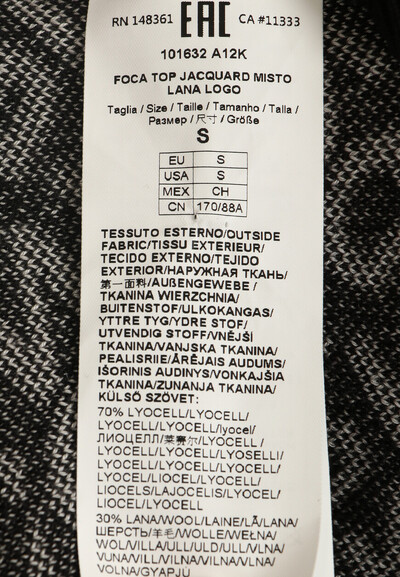 RN 148361 EAC CA #11333
101632 A12K
FOCA TOP JACQUARD MISTO
LANA LOGO
Taglia / Size / Taille / Tamanho / Talla /
Размер / 尺寸 / Größe
S
EU S
USA S
MEX CH
CN 170/88A
TESSUTO ESTERNO/OUTSIDE
FABRIC/TISSU EXTERIEUR/
TECIDO EXTERNO/TEJIDO
EXTERIOR/НАРУЖНАЯ ТКАНЬ/
第一面料/AUßENGEWEBE/
TKANINA WIERZCHNIA/
BUITENSTOF/ULKOKANGAS/
YTTRE TYG/YDRE STOF/
UTVENDIG STOFF/VNĚJŠÍ
TKANINA/VANJSKA TKANINA/
PEALISRIIE/ĀRĒJAIS AUDUMS/
IŠORINIS AUDINYS/VONKAJŠIA
TKANINA/ZUNANJA TKANINA/
KÜLSŐ SZÖVET:
70% LYOCELL/LYOCELL/
LYOCELL/LYOCELL/lyocel/
ЛИОЦЕЛЛ/莱赛尔/LYOCELL /
LYOCELL/LYOCELL/LYOSELLI/
LYOCELL/LYOCELL/LYOCELL/
LYOCEL/LIOCEL/LYOCEL/
LIOCELS/LAJOCELIS/LYOCEL/
LIOCEL/LYOCELL
30% LANA/WOOL/LAINE/LÃ/LANA/
ШЕРСТЬ/羊毛/WOLLE/WEŁNA/
WOL/VILLA/ULL/ULD/ULL/VLNA/
VUNA/VILL/VILNA/VILNA/VLNA/
VOLNA/GYAPJÚ